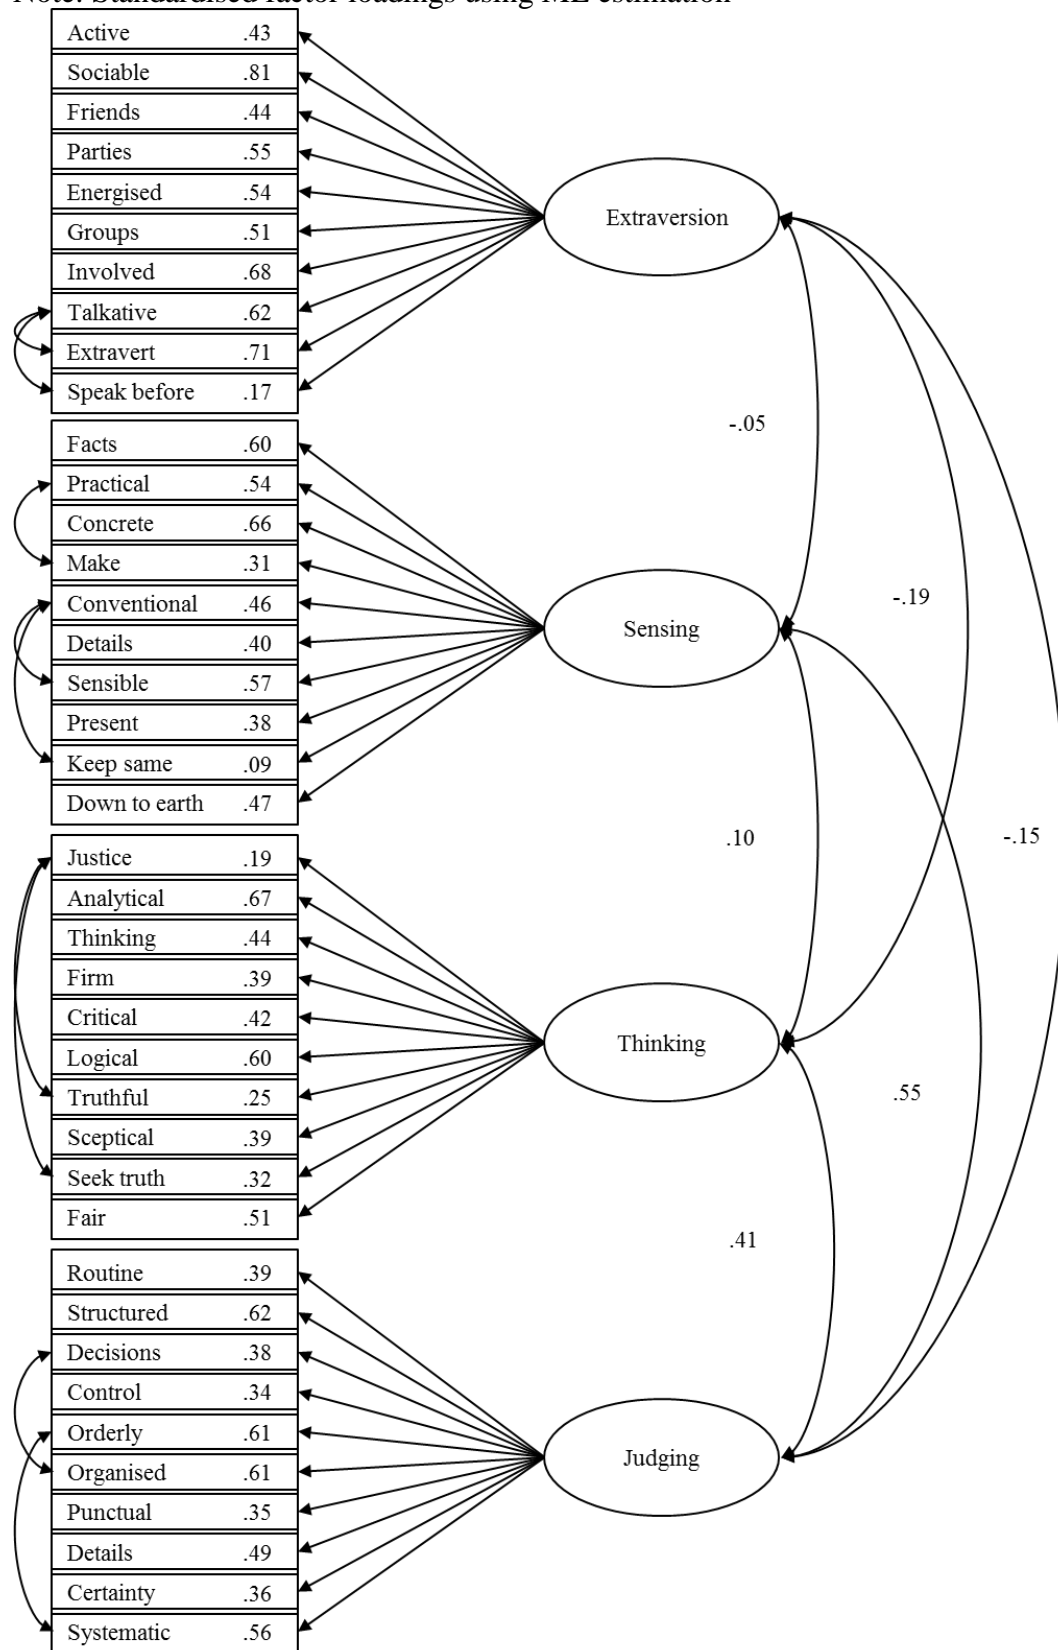 Note: Standardised factor loadings using ML estimation
Active .43
Sociable .81
Friends .44
Parties .55
Energised .54
Groups .51
Involved .68
Talkative .62
Extravert .71
Speak before .17
Extraversion
-.05
Facts .60
Practical .54
Concrete .66
Make .31
Conventional .46
Details .40
Sensible .57
Present .38
Keep same .09
Down to earth .47
Sensing
-.19
.10
-.15
Justice .19
Analytical .67
Thinking .44
Firm .39
Critical .42
Logical .60
Truthful .25
Sceptical .39
Seek truth .32
Fair .51
Thinking
.55
.41
Routine .39
Structured .62
Decisions .38
Control .34
Orderly .61
Organised .61
Punctual .35
Details .49
Certainty .36
Systematic .56
Judging